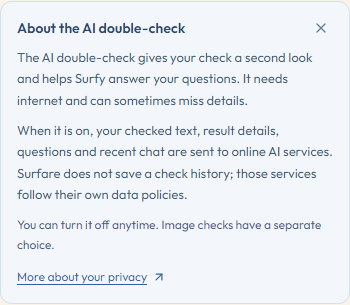 About the AI double-check
The AI double-check gives your check a second look
and helps Surfy answer your questions. It needs
internet and can sometimes miss details.
When it is on, your checked text, result details,
questions and recent chat are sent to online AI services.
Surfare does not save a check history; those services
follow their own data policies.
You can turn it off anytime. Image checks have a separate
choice.
More about your privacy